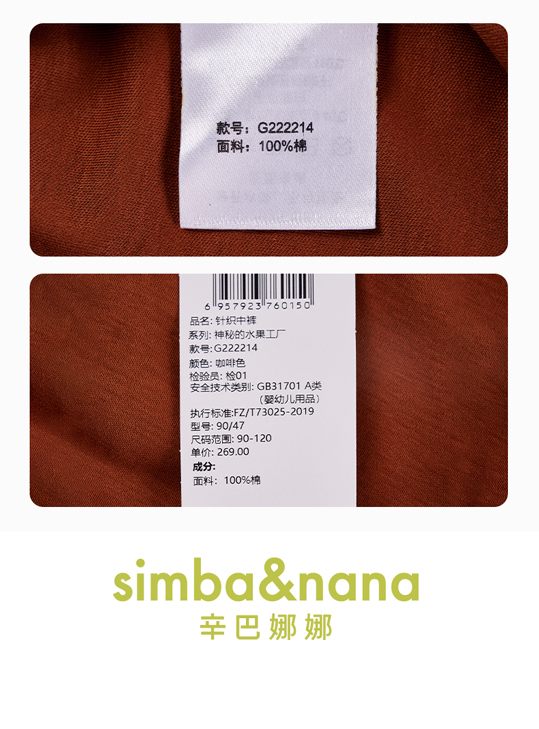 款号：G222214
面料：100%棉
6 957923 760150
品名: 针织中裤
系列: 神秘的水果工厂
款号:G222214
颜色: 咖啡色
检验员: 检01
安全技术类别: GB31701 A类
（婴幼儿用品）
执行标准:FZ/T73025-2019
型号: 90/47
尺码范围: 90-120
单价: 269.00
成分:
面料：100%棉
simba&nana
辛巴娜娜